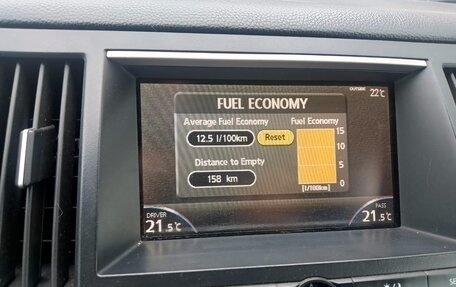 OUTSIDE 22°C
FUEL ECONOMY
Average Fuel Economy
Fuel Economy
12.5 l/100km
Reset
15
10
5
0
[l/100km]
Distance to Empty
158 km
DRIVER
21.5°C
PASS
21.5°C
SE